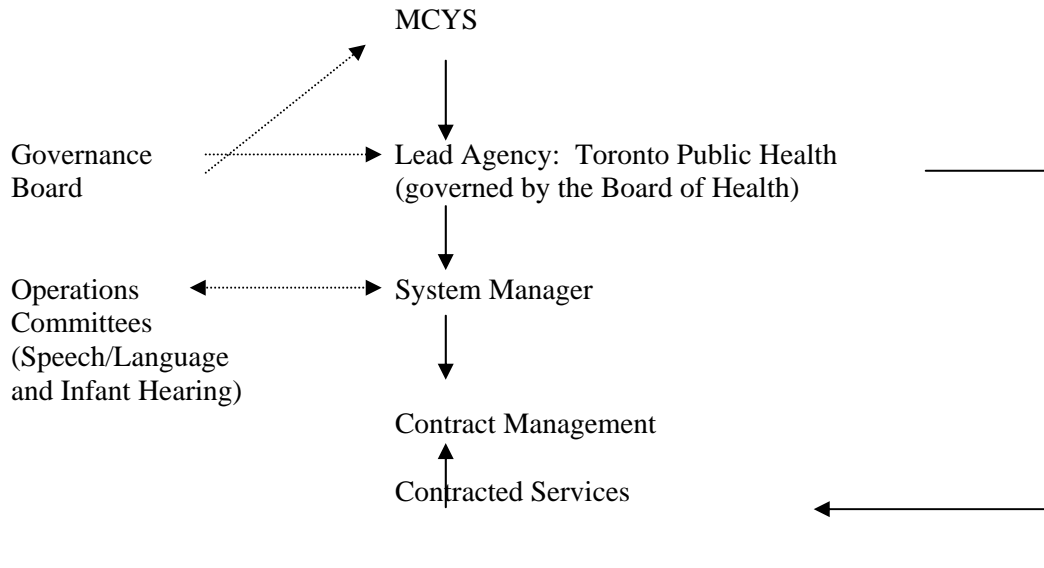 MCYS
Governance
Board
Lead Agency: Toronto Public Health
(governed by the Board of Health)
Operations
Committees
(Speech/Language
and Infant Hearing)
System Manager
Contract Management
Contracted Services